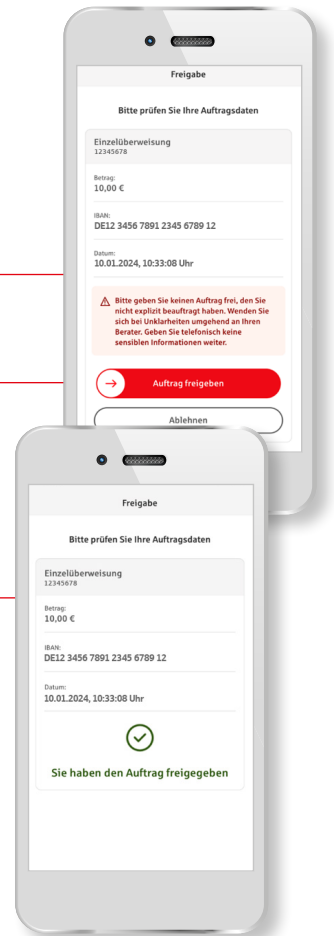 Freigabe
Bitte prüfen Sie Ihre Auftragsdaten
Einzelüberweisung
12345678
Betrag:
10,00 €
IBAN:
DE12 3456 7891 2345 6789 12
Datum:
10.01.2024, 10:33:08 Uhr
Bitte geben Sie keinen Auftrag frei, den Sie
nicht explizit beauftragt haben. Wenden Sie
sich bei Unklarheiten umgehend an Ihren
Berater. Geben Sie telefonisch keine
sensiblen Informationen weiter.
Auftrag freigeben
Ablehnen
Freigabe
Bitte prüfen Sie Ihre Auftragsdaten
Einzelüberweisung
12345678
Betrag:
10,00 €
IBAN:
DE12 3456 7891 2345 6789 12
Datum:
10.01.2024, 10:33:08 Uhr
Sie haben den Auftrag freigegeben